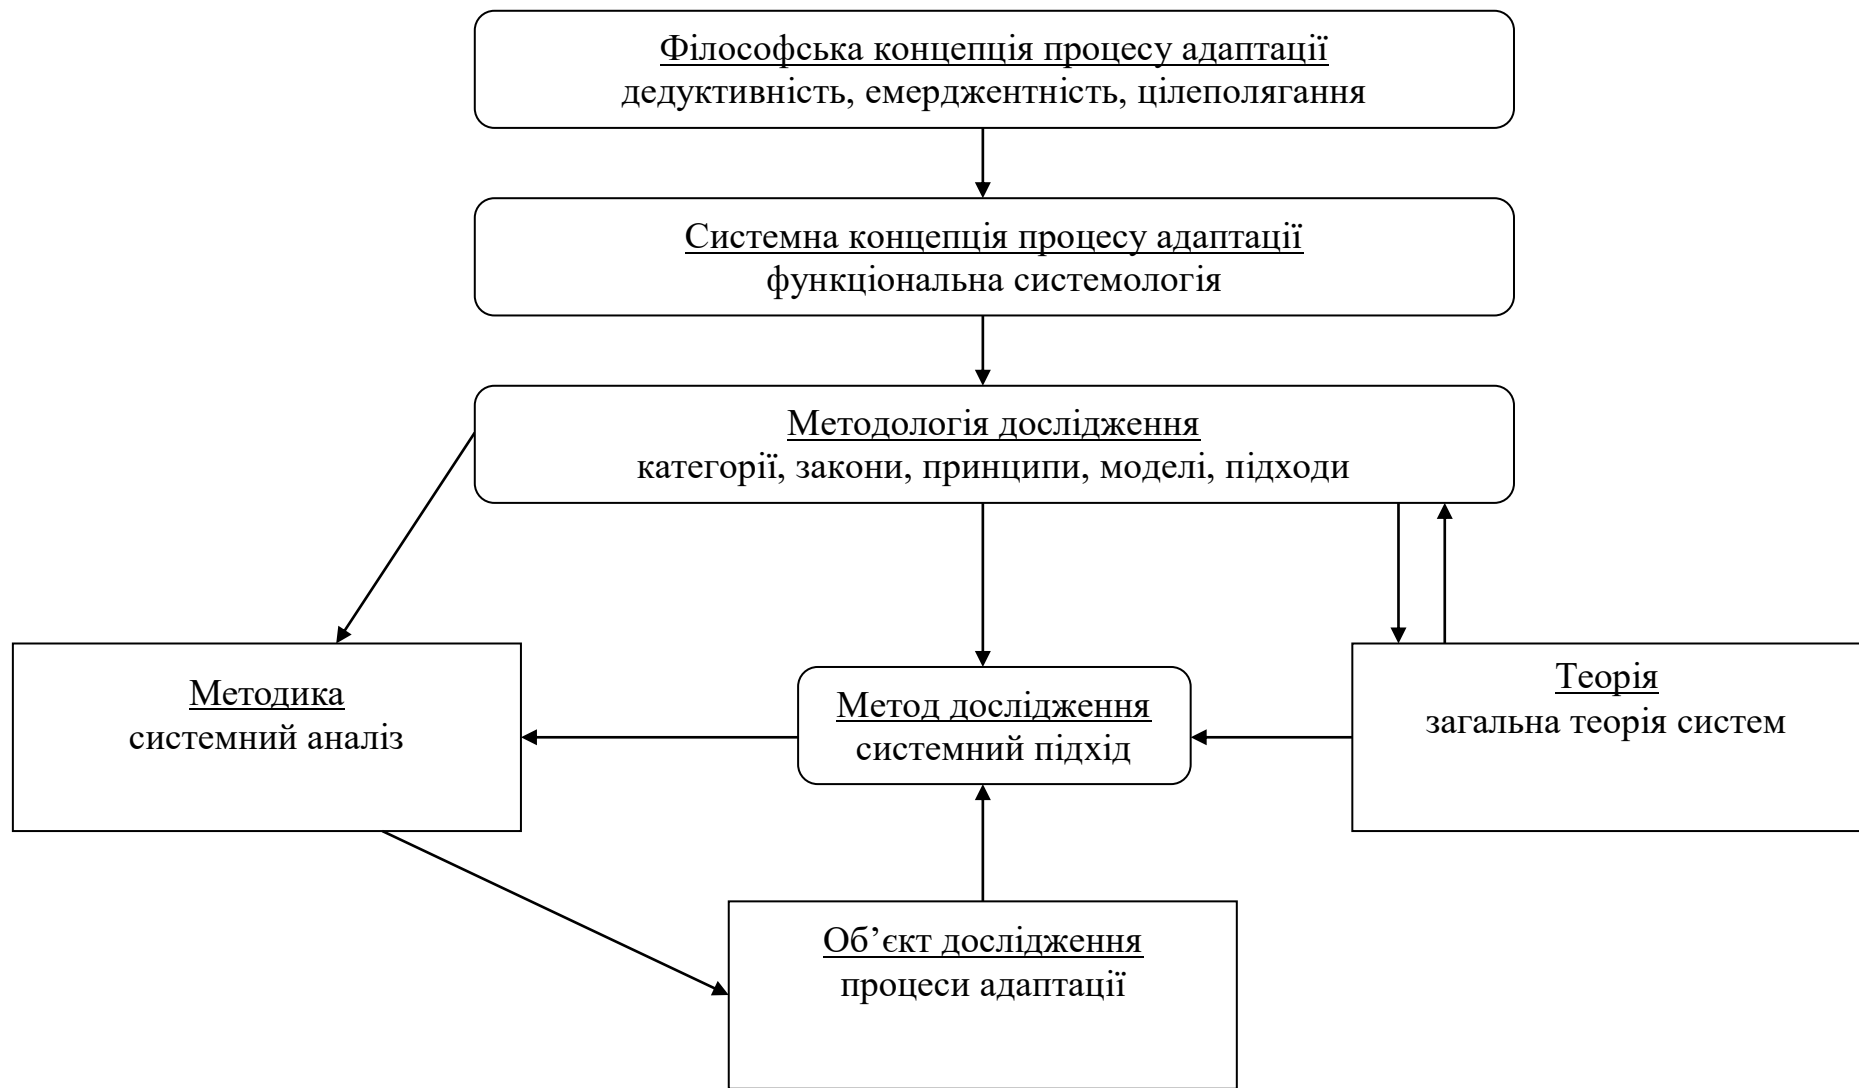 Філософська концепція процесу адаптації
дедуктивність, емерджентність, цілеполягання
Системна концепція процесу адаптації
функціональна системологія
Методологія дослідження
категорії, закони, принципи, моделі, підходи
Методика
системний аналіз
Метод дослідження
системний підхід
Теорія
загальна теорія систем
Об’єкт дослідження
процеси адаптації